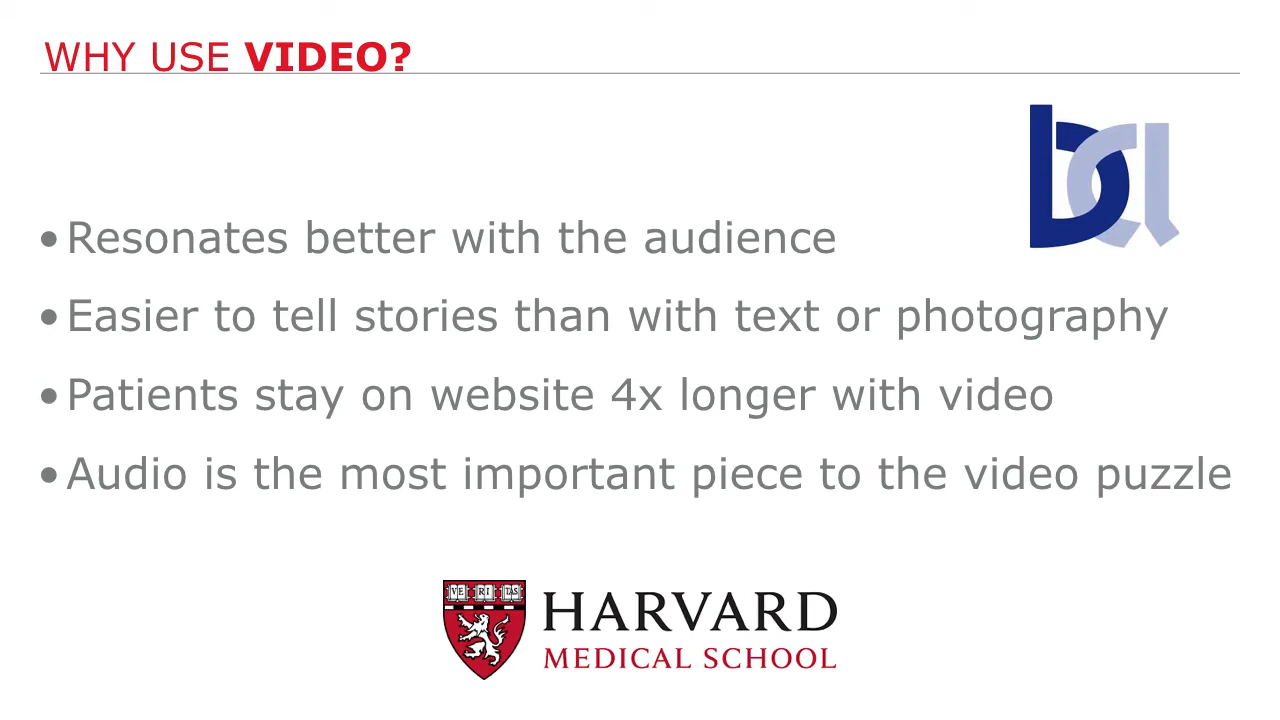 WHY USE VIDEO?
bal
• Resonates better with the audience
• Easier to tell stories than with text or photography
• Patients stay on website 4x longer with video
• Audio is the most important piece to the video puzzle
VE RI TAS
HARVARD
MEDICAL SCHOOL